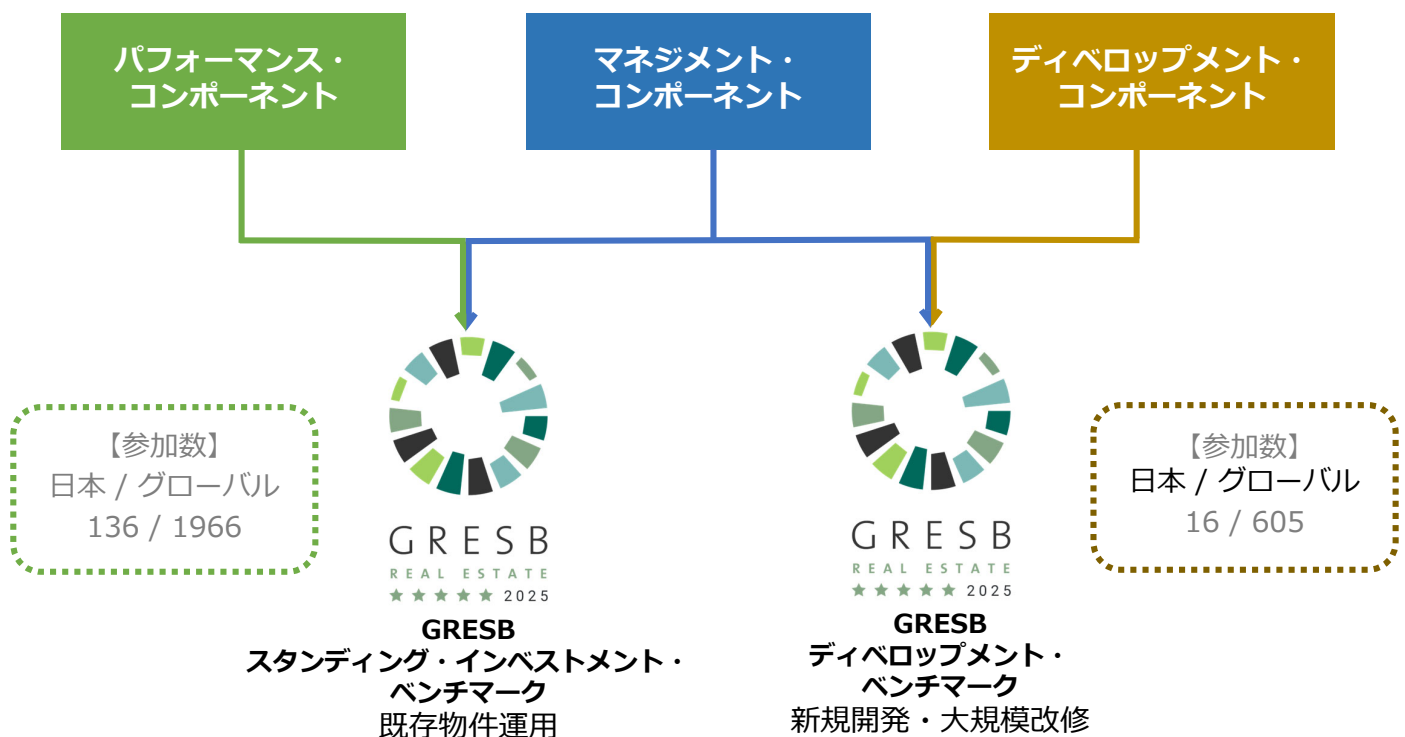 パフォーマンス・
コンポーネント
マネジメント・
コンポーネント
ディベロップメント・
コンポーネント
【参加数】
日本 / グローバル
136 / 1966
GRESB
REAL ESTATE
★★★★★ 2025
GRESB
スタンディング・インベストメント・
ベンチマーク
既存物件運用
GRESB
REAL ESTATE
★★★★★ 2025
GRESB
ディベロップメント・
ベンチマーク
新規開発・大規模改修
【参加数】
日本 / グローバル
16 / 605